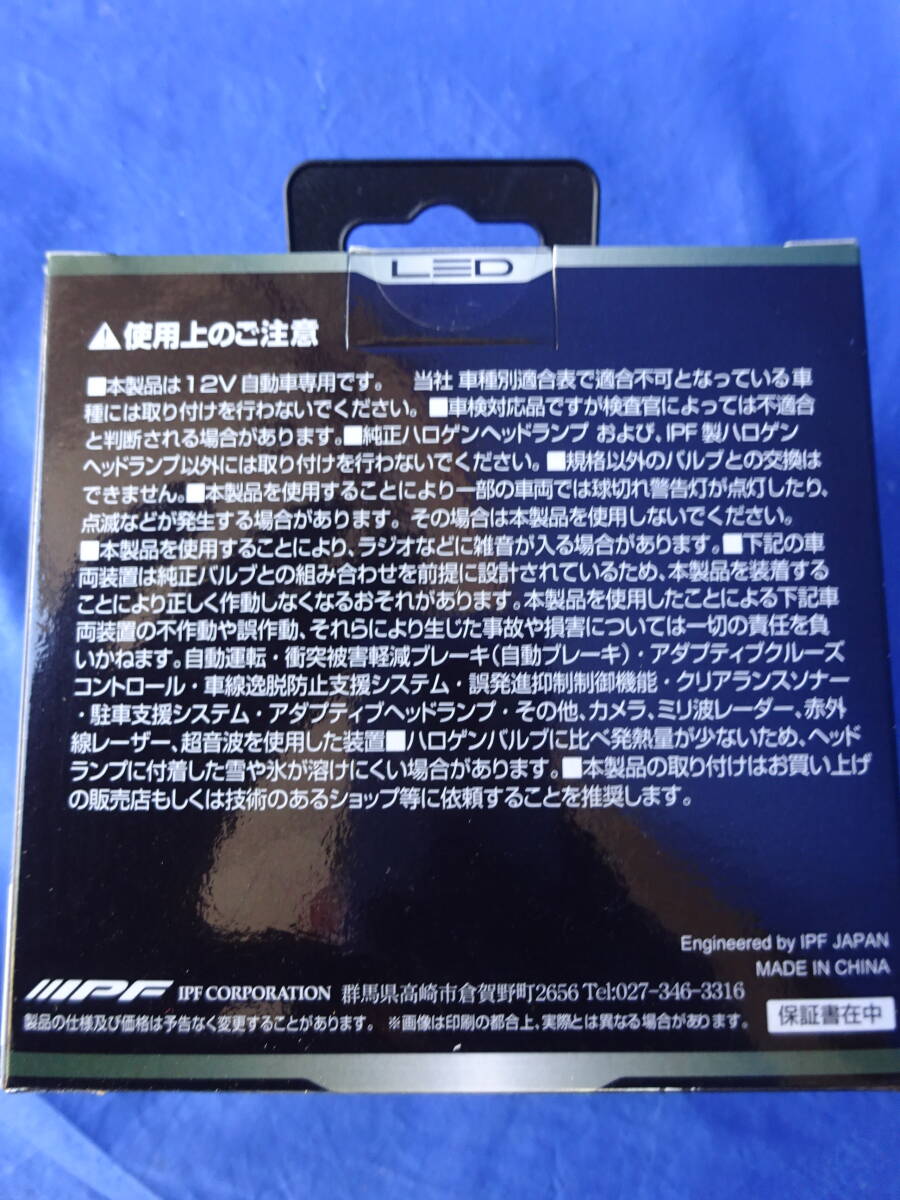 LED
⚠使用上のご注意
■本製品は12V自動車専用です。 当社 車種別適合表で適合不可となっている車
種には取り付けを行わないでください。■車検対応品ですが検査官によっては不適合
と判断される場合があります。■純正ハロゲンヘッドランプ および、IPF製ハロゲン
ヘッドランプ以外には取り付けを行わないでください。■規格以外のバルブとの交換は
できません。■本製品を使用することにより一部の車両では球切れ警告灯が点灯したり、
点滅などが発生する場合があります。その場合は本製品を使用しないでください。
■本製品を使用することにより、ラジオなどに雑音が入る場合があります。■下記の車
両装置は純正バルブとの組み合わせを前提に設計されているため、本製品を装着する
ことにより正しく作動しなくなるおそれがあります。本製品を使用したことによる下記車
両装置の不作動や誤作動、それらにより生じた事故や損害については一切の責任を負
いかねます。自動運転・衝突被害軽減ブレーキ(自動ブレーキ)・アダプティブクルーズ
コントロール・車線逸脱防止支援システム・誤発進抑制制御機能・クリアランスソナー
・駐車支援システム・アダプティブヘッドランプ・その他、カメラ、ミリ波レーダー、赤外
線レーザー、超音波を使用した装置■ハロゲンバルブに比べ発熱量が少ないため、ヘッド
ランプに付着した雪や氷が溶けにくい場合があります。■本製品の取り付けはお買い上げ
の販売店もしくは技術のあるショップ等に依頼することを推奨します。
Engineered by IPF JAPAN
MADE IN CHINA
IPF IPF CORPORATION 群馬県高崎市倉賀野町2656 Tel:027-346-3316
製品の仕様及び価格は予告なく変更することがあります。 ※画像は印刷の都合上、実際とは異なる場合があります。 保証書在中